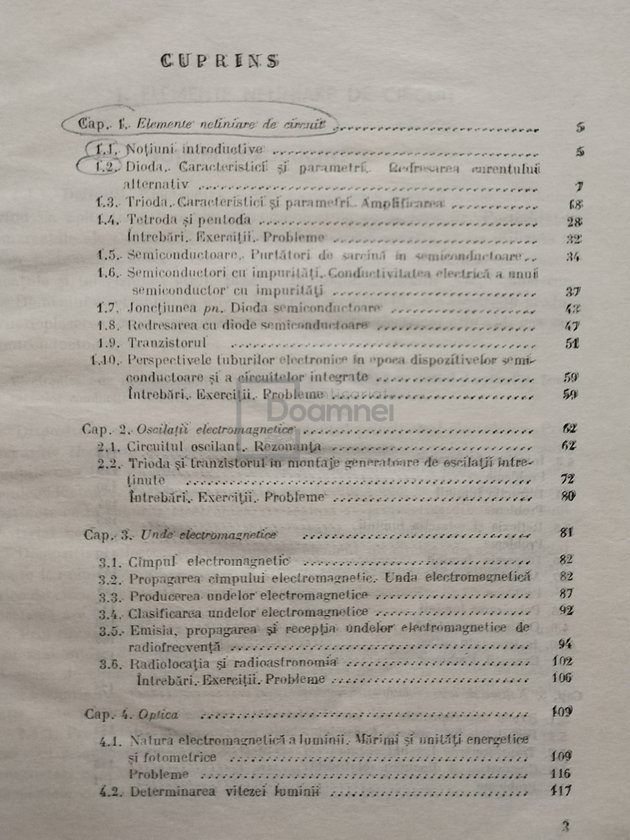 CUPRINS
Cap. 1. Elemente neliniare de circuit ..... 5
1.1. Noțiuni introductive ..... 5
1.2. Dioda. Caracteristici și parametri. Redresarea curentului
alternativ ..... 7
1.3. Trioda. Caracteristici și parametri. Amplificarea ..... 18
1.4. Tetroda și pentoda ..... 28
Întrebări. Exerciții. Probleme ..... 32
1.5. Semiconductoare. Purtători de sarcină în semiconductoare ..... 34
1.6. Semiconductori cu impurități. Conductivitatea electrică a unui
semiconductor cu impurități ..... 37
1.7. Joncțiunea pn. Dioda semiconductoare ..... 43
1.8. Redresarea cu diode semiconductoare ..... 47
1.9. Tranzistorul ..... 51
1.10. Perspectivele tuburilor electronice în epoca dispozitivelor semi-
conductoare și a circuitelor integrate ..... 59
Întrebări. Exerciții. Probleme ..... 59
Doamnei
Cap. 2. Oscilații electromagnetice ..... 62
2.1. Circuitul oscilant. Rezonanța ..... 62
2.2. Trioda și tranzistorul în montaje generatoare de oscilații între-
ținute ..... 72
Întrebări. Exerciții. Probleme ..... 80
Cap. 3. Unde electromagnetice ..... 81
3.1. Cîmpul electromagnetic ..... 82
3.2. Propagarea cîmpului electromagnetic. Unda electromagnetică 82
3.3. Producerea undelor electromagnetice ..... 87
3.4. Clasificarea undelor electromagnetice ..... 92
3.5. Emisia, propagarea și recepția undelor electromagnetice de
radiofrecvență ..... 94
3.6. Radiolocația și radioastronomia ..... 102
Întrebări. Exerciții. Probleme ..... 106
Cap. 4. Optica ..... 109
4.1. Natura electromagnetică a luminii. Mărimi și unități energetice
și fotometrice ..... 109
Probleme ..... 116
4.2. Determinarea vitezei luminii ..... 117
3